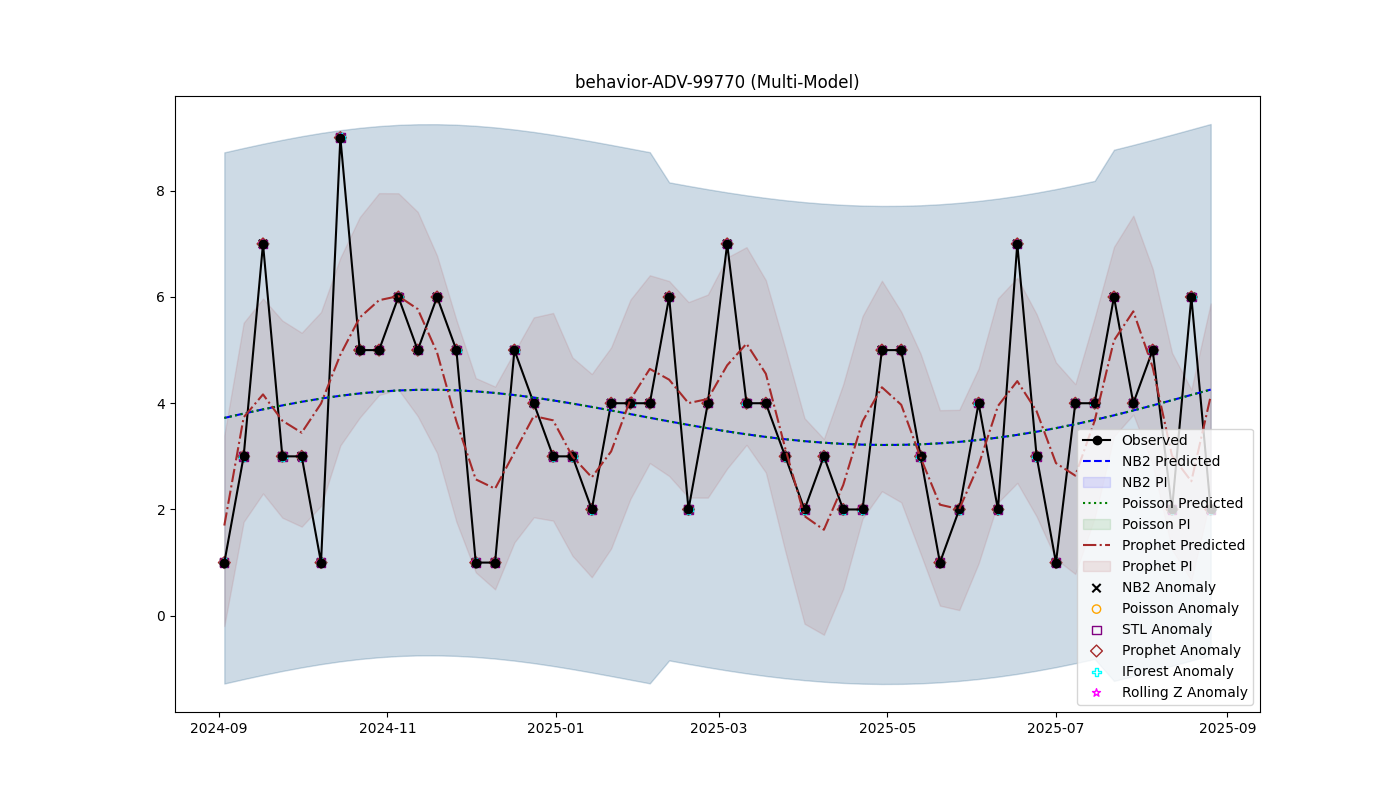 behavior-ADV-99770 (Multi-Model)
8
6
4
2
0
2024-09
2024-11
2025-01
2025-03
2025-05
2025-07
2025-09
Observed
NB2 Predicted
NB2 PI
Poisson Predicted
Poisson PI
Prophet Predicted
Prophet PI
NB2 Anomaly
Poisson Anomaly
STL Anomaly
Prophet Anomaly
IForest Anomaly
Rolling Z Anomaly